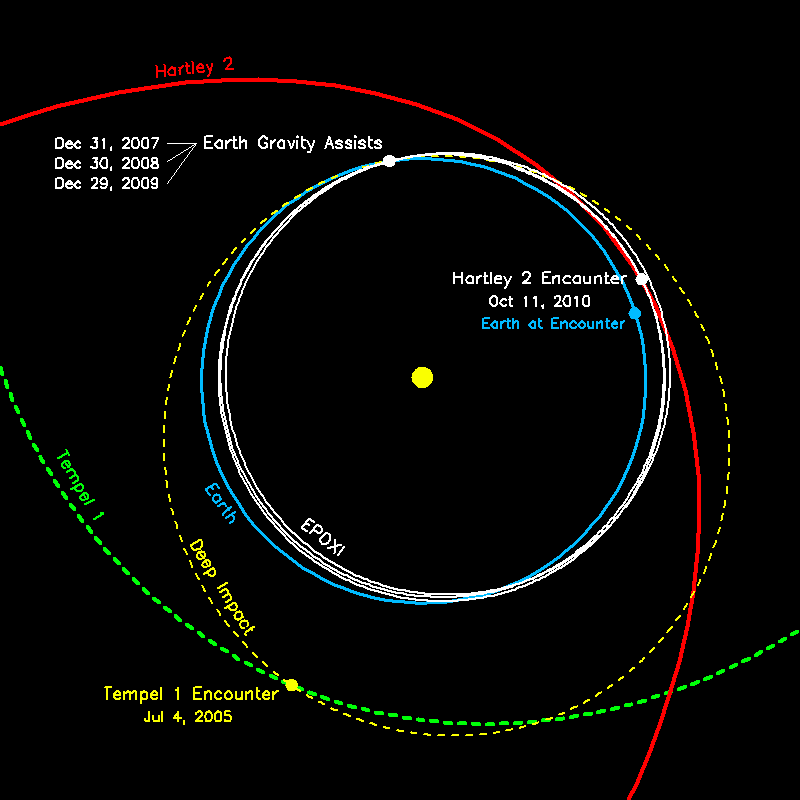 Hartley 2
Dec 31, 2007
Earth Gravity Assists
Dec 30, 2008
Dec 29, 2009
Hartley 2 Encounter
Oct 11, 2010
Earth at Encounter
Tempel 1
Earth
EPOXI
Deep Impact
Tempel 1 Encounter
Jul 4, 2005